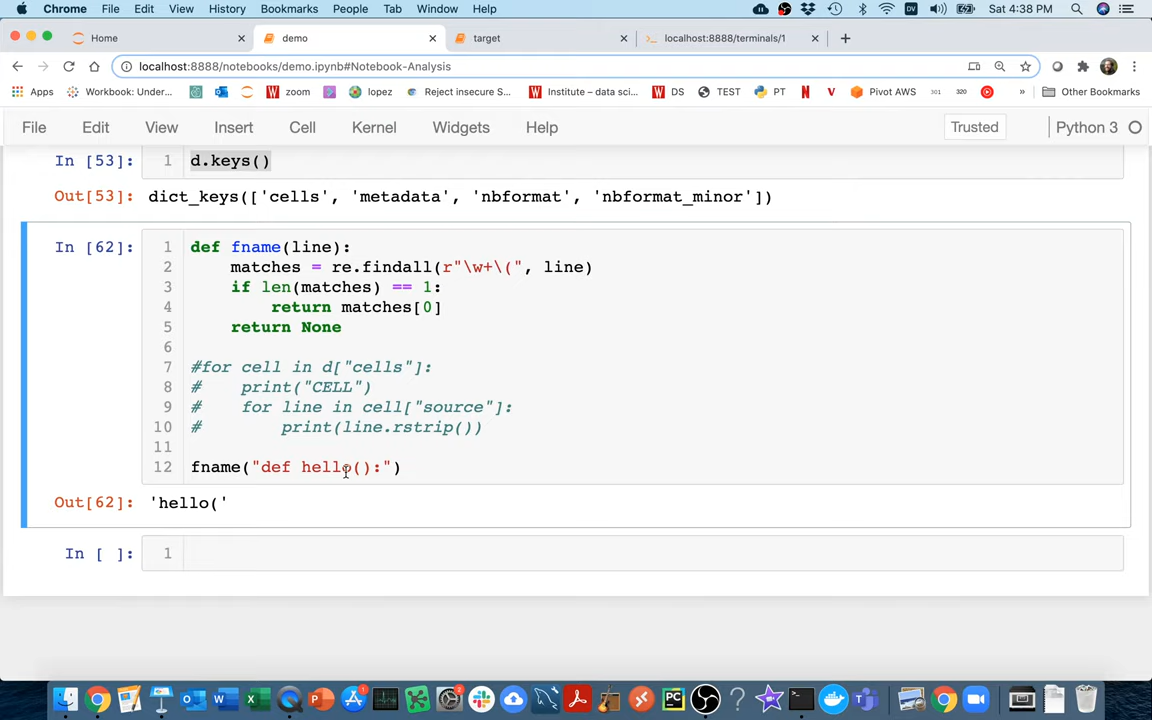 Chrome File Edit View History Bookmarks People Tab Window Help Sat 4:38 PM
Home demo target localhost:8888/terminals/1
localhost:8888/notebooks/demo.ipynb#Notebook-Analysis
Apps Workbook: Under... zoom lopez Reject insecure S... Institute – data sci... DS TEST PT Pivot AWS 301 320 » Other Bookmarks
File Edit View Insert Cell Kernel Widgets Help Trusted Python 3
In [53]: 1 d.keys()
Out[53]: dict_keys(['cells', 'metadata', 'nbformat', 'nbformat_minor'])
In [62]: 1 def fname(line):
2     matches = re.findall(r"\w+\(", line)
3     if len(matches) == 1:
4         return matches[0]
5     return None
6
7 #for cell in d["cells"]:
8 #    print("CELL")
9 #    for line in cell["source"]:
10 #        print(line.rstrip())
11
12 fname("def hello():")
Out[62]: 'hello('
In [ ]: 1